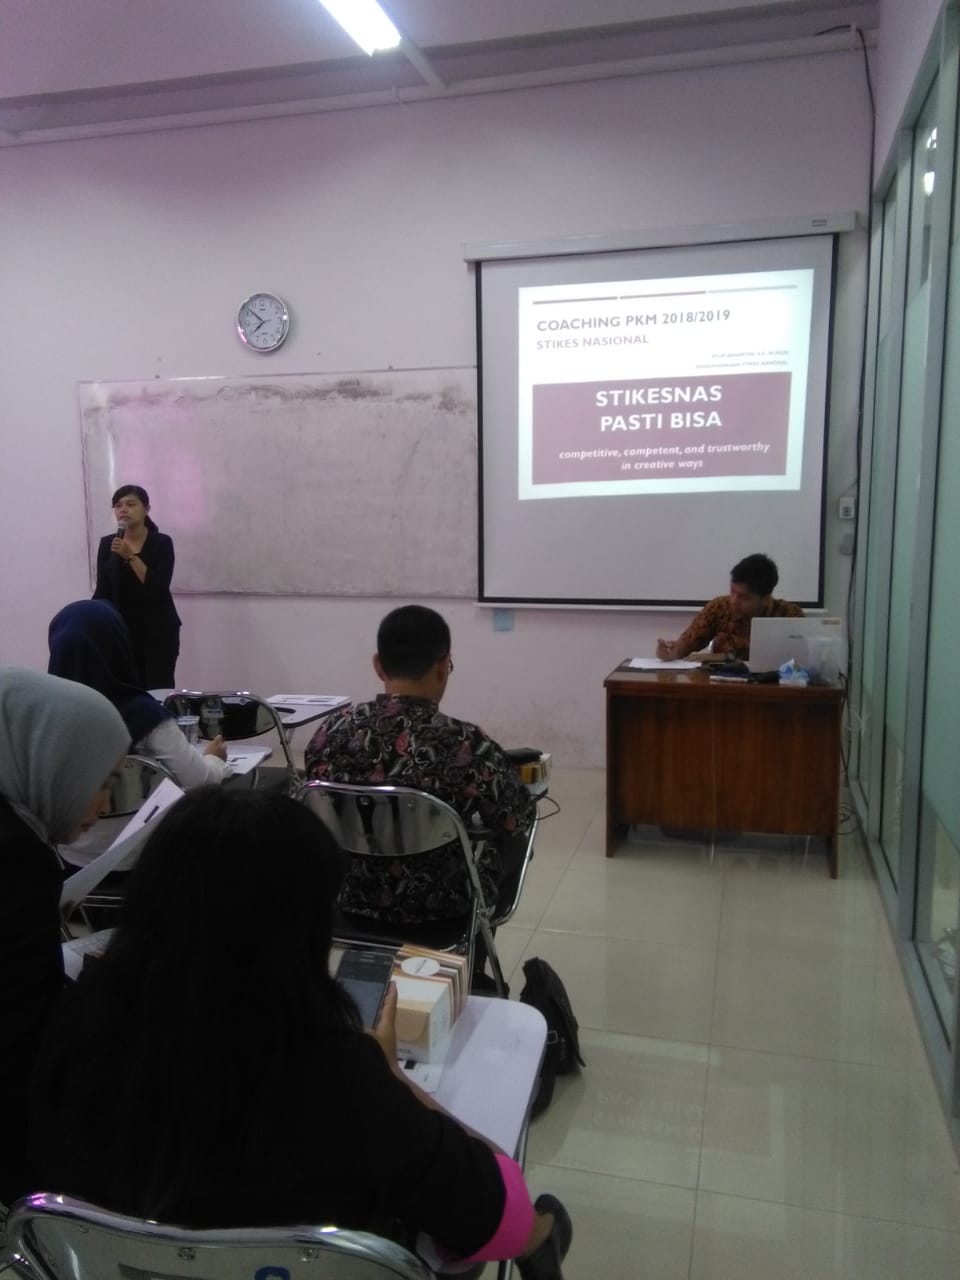 COACHING PKM 2018/2019
STIKES NASIONAL
STIKESNAS
PASTI BISA
competitive, competent, and trustworthy
in creative ways